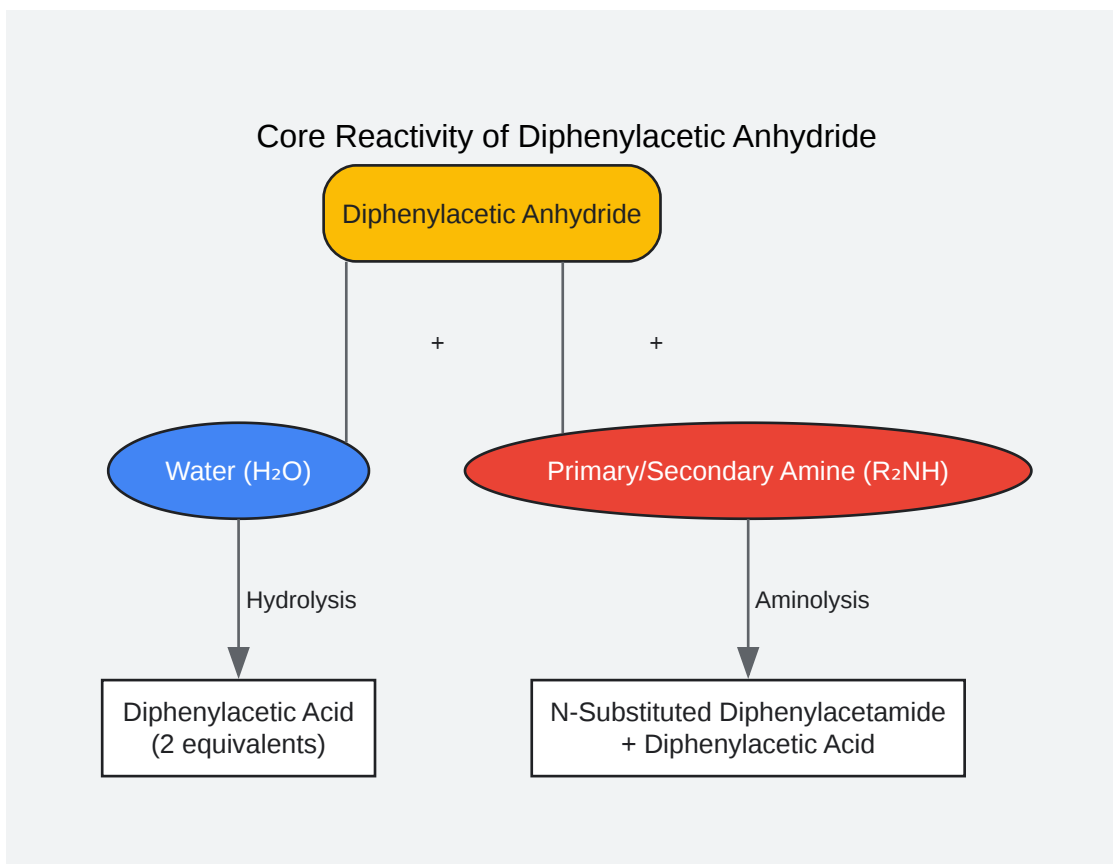 Core Reactivity of Diphenylacetic Anhydride
Diphenylacetic Anhydride
+
+
Water (H₂O)
Primary/Secondary Amine (R₂NH)
Hydrolysis
Aminolysis
Diphenylacetic Acid
(2 equivalents)
N-Substituted Diphenylacetamide
+ Diphenylacetic Acid